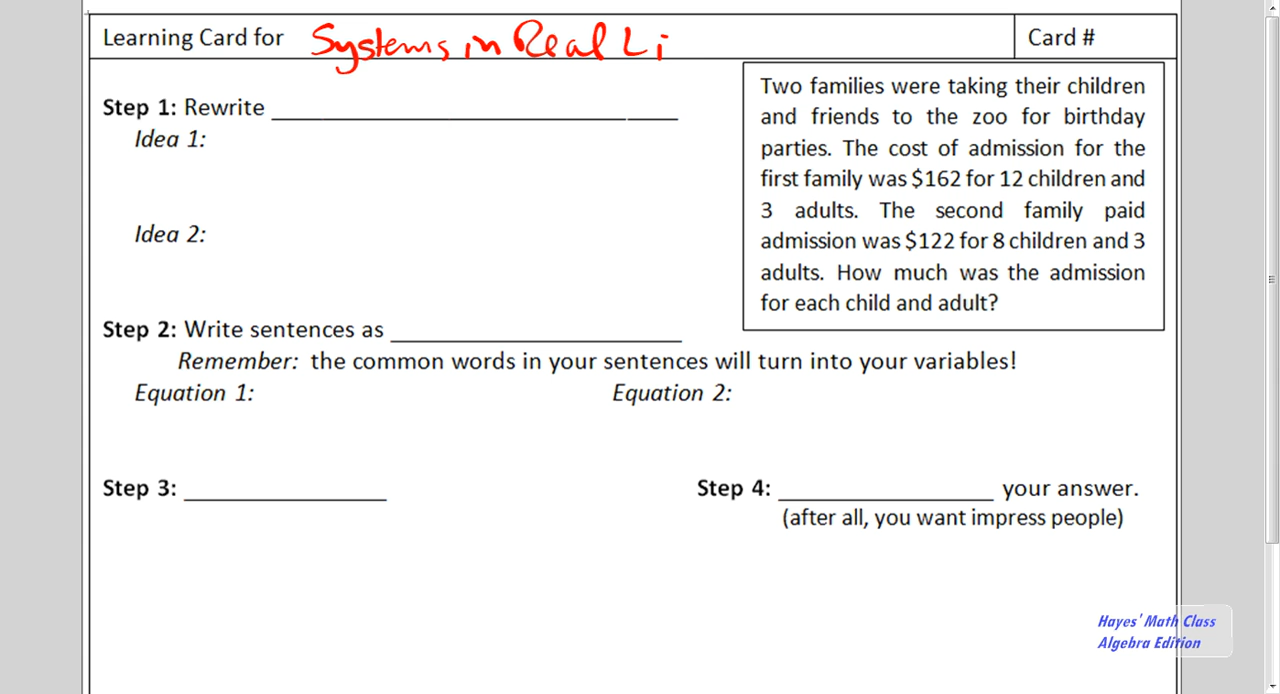 Learning Card for Systems in Real Li
Card #
Step 1: Rewrite ____________________
Idea 1:
Idea 2:
Two families were taking their children
and friends to the zoo for birthday
parties. The cost of admission for the
first family was $162 for 12 children and
3 adults. The second family paid
admission was $122 for 8 children and 3
adults. How much was the admission
for each child and adult?
Step 2: Write sentences as ____________________
Remember: the common words in your sentences will turn into your variables!
Equation 1:
Equation 2:
Step 3: ____________________
Step 4: ____________________ your answer.
(after all, you want impress people)
Hayes' Math Class
Algebra Edition